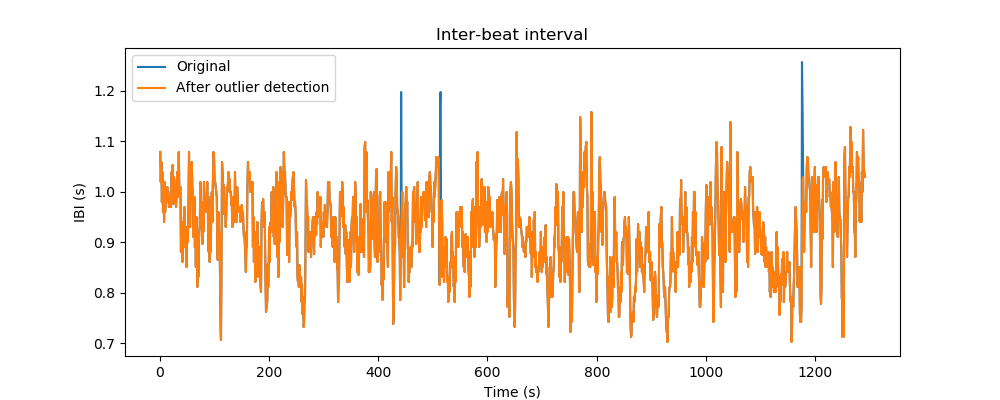 Inter-beat interval
Original
After outlier detection
IBI (s)
1.2
1.1
1.0
0.9
0.8
0.7
0
200
400
600
800
1000
1200
Time (s)